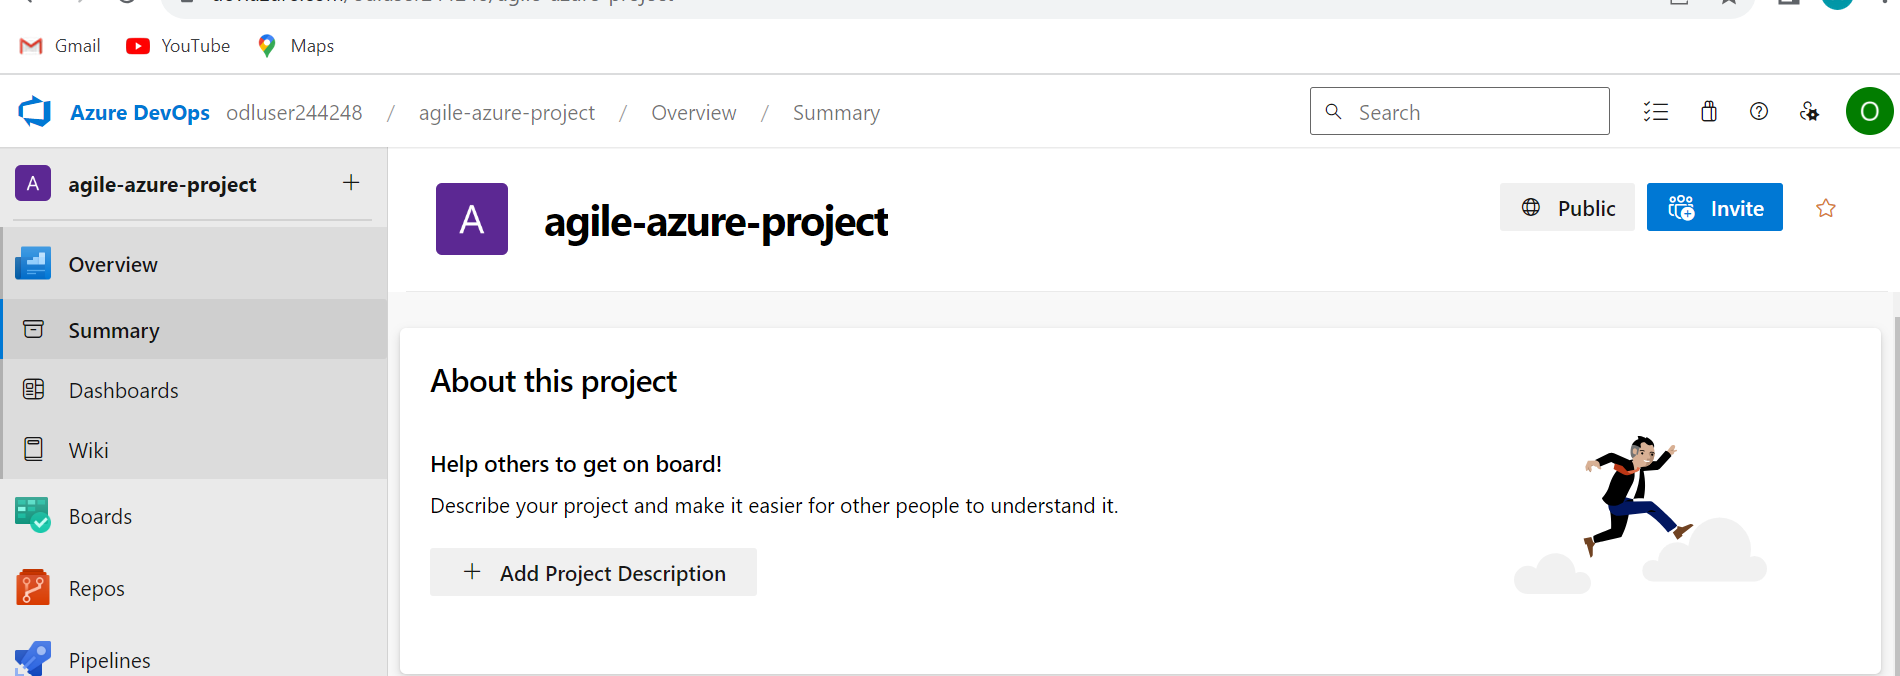 Gmail YouTube Maps
Azure DevOps odluser244248 / agile-azure-project / Overview / Summary Search O
A agile-azure-project +
A agile-azure-project Public Invite
Overview
Summary
Dashboards
Wiki
Boards
Repos
Pipelines
About this project
Help others to get on board!
Describe your project and make it easier for other people to understand it.
+ Add Project Description